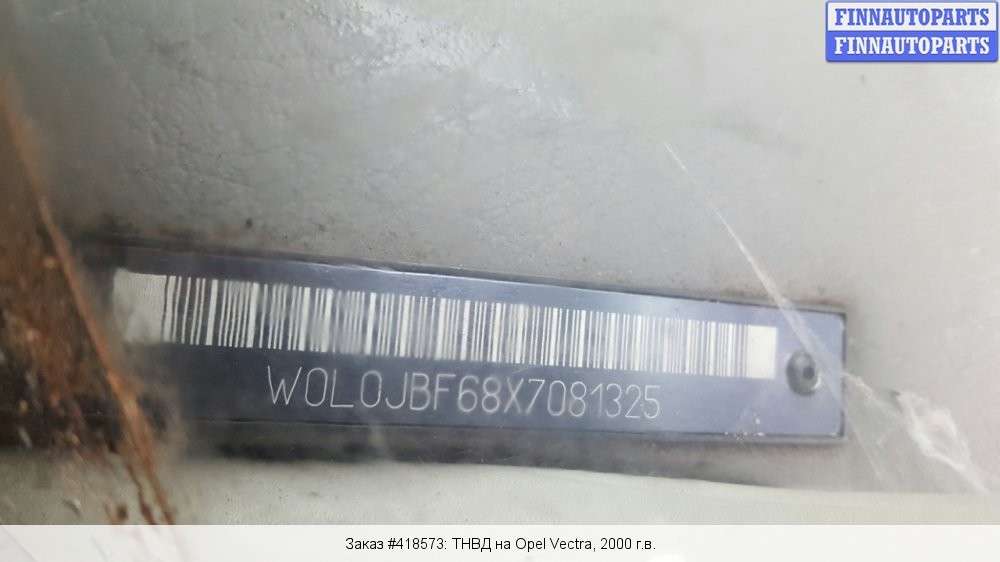 FINNAUTOPARTS
FINNAUTOPARTS
W0L0JBF68X7081325
Заказ #418573: ТНВД на Opel Vectra, 2000 г.в.